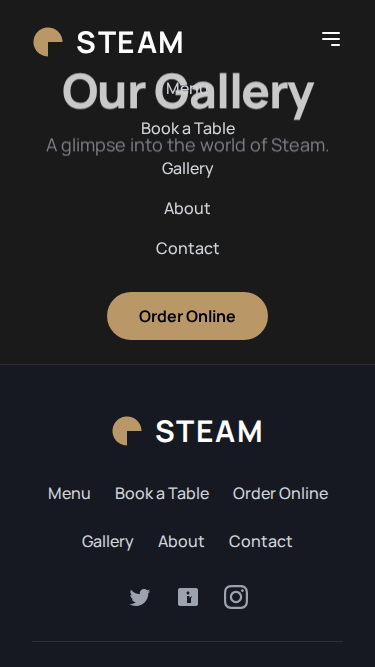 STEAM
Our Gallery
Menu
Book a Table
A glimpse into the world of Steam.
Gallery
About
Contact
Order Online
STEAM
Menu Book a Table Order Online
Gallery About Contact